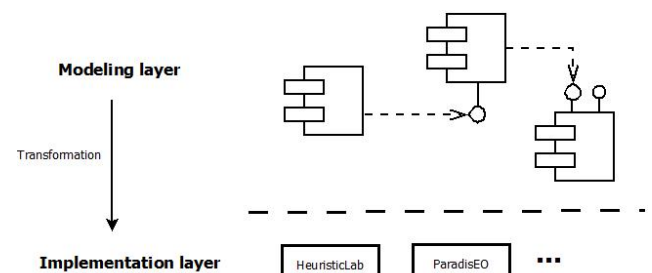 Modeling layer
Transformation
Implementation layer
HeuristicLab
ParadisEO
...